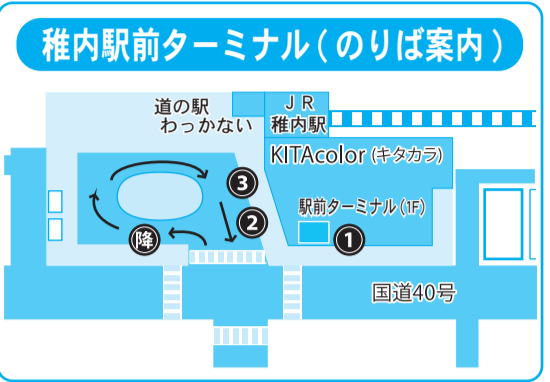 稚内駅前ターミナル(のりば案内)
道の駅
わっかない
JR
稚内駅
KITAcolor (キタカラ)
駅前ターミナル(1F)
3
2
1
降
国道40号